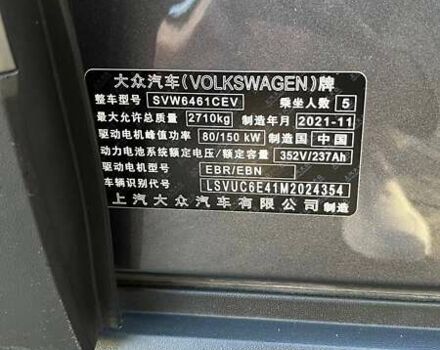 大众汽车(VOLKSWAGEN)牌
整车型号 SVW6461CEV 乘坐人数 5
最大允许总质量 2710kg 制造年月 2021-11
驱动电机峰值功率 80/150 kW 制造国 中国
动力电池系统额定电压/额定容量 352V/237Ah
驱动电机型号 EBR/EBN
车辆识别代号 LSVUC6E41M2024354
上汽大众汽车有限公司 制造